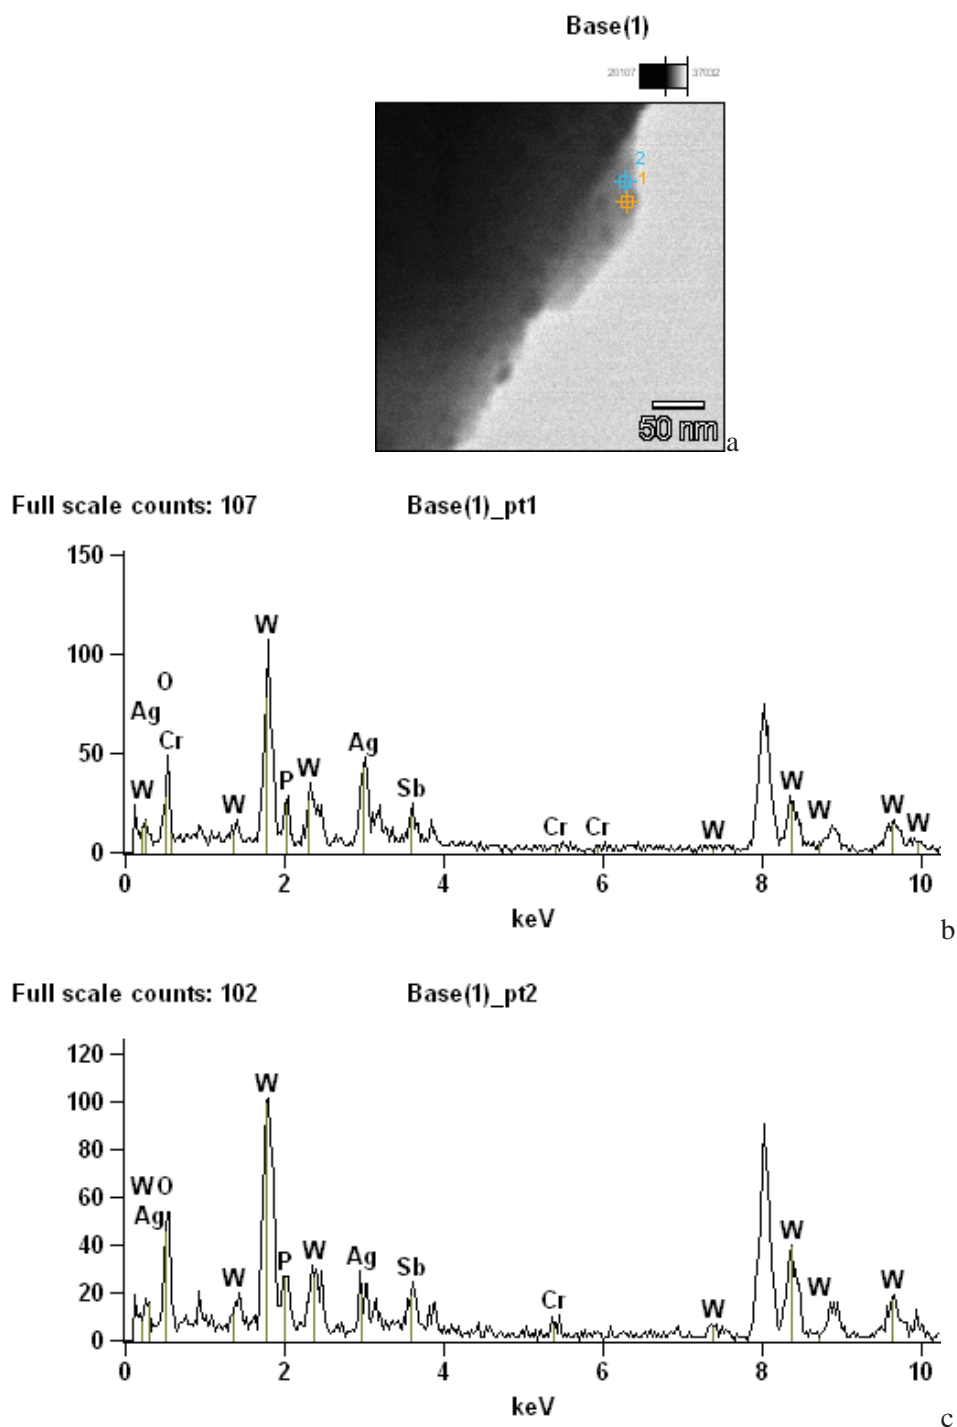 Base(1)
20107 37032
2
1
50 nm
a
Full scale counts: 107 Base(1)_pt1
150
W
100
O
Ag
Cr
50
W W P W Ag Sb Cr Cr W W W W W
0
0 2 4 6 8 10
keV
b
Full scale counts: 102 Base(1)_pt2
120
W
100
80
W O
60
Ag
40
W P W Ag Sb Cr W W W W
20
0
0 2 4 6 8 10
keV
c